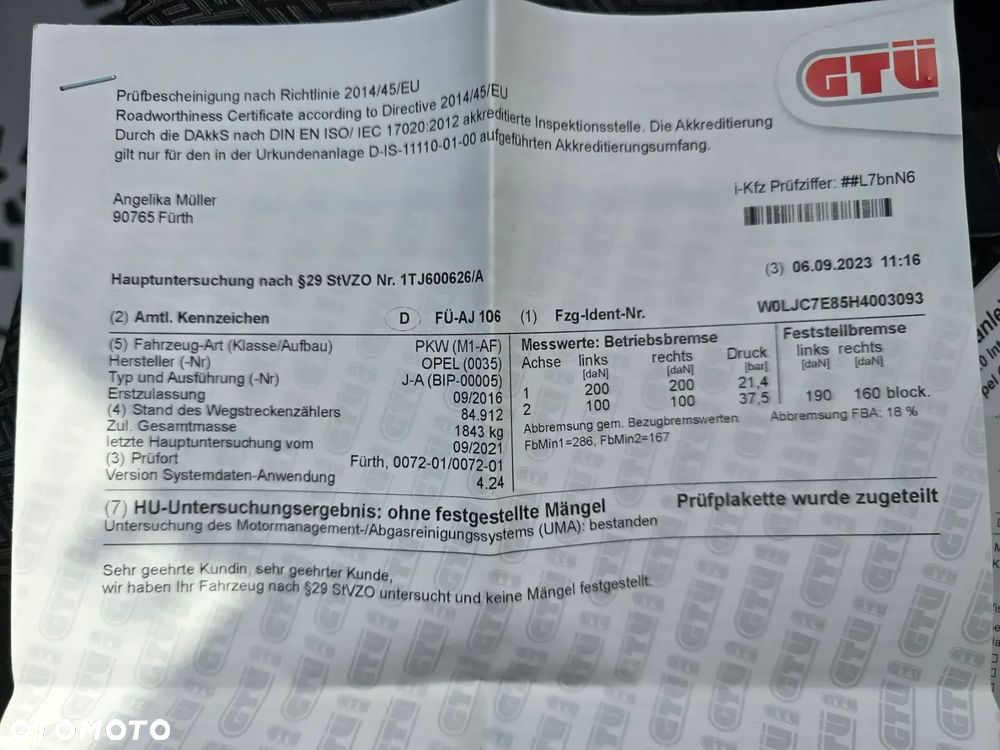 GTÜ
Prüfbescheinigung nach Richtlinie 2014/45/EU
Roadworthiness Certificate according to Directive 2014/45/EU
Durch die DAkkS nach DIN EN ISO/ IEC 17020:2012 akkreditierte Inspektionsstelle. Die Akkreditierung
gilt nur für den in der Urkundenanlage D-IS-11110-01-00 aufgeführten Akkreditierungsumfang.
Angelika Müller
90765 Fürth
i-Kfz Prüfziffer: ##L7bnN6
Hauptuntersuchung nach §29 StVZO Nr. 1TJ600626/A
(3) 06.09.2023 11:16
(2) Amtl. Kennzeichen D FÜ-AJ 106 (1) Fzg-Ident-Nr. W0LJC7E85H4003093
(5) Fahrzeug-Art (Klasse/Aufbau) PKW (M1-AF)
Hersteller (-Nr) OPEL (0035)
Typ und Ausführung (-Nr) J-A (BIP-00005)
Erstzulassung 09/2016
(4) Stand des Wegstreckenzählers 84.912
Zul. Gesamtmasse 1843 kg
letzte Hauptuntersuchung vom 09/2021
(3) Prüfort Fürth, 0072-01/0072-01
Version Systemdaten-Anwendung 4.24
Messwerte: Betriebsbremse
Achse links rechts Druck
[daN] [daN] [bar]
1 200 200 21,4
2 100 100 37,5
Abbremsung gem. Bezugbremswerten
FbMin1=286, FbMin2=167
Feststellbremse
links rechts
[daN] [daN]
190 160 block.
Abbremsung FBA: 18 %
(7) HU-Untersuchungsergebnis: ohne festgestellte Mängel Prüfplakette wurde zugeteilt
Untersuchung des Motormanagement-/Abgasreinigungssystems (UMA): bestanden
Sehr geehrte Kundin, sehr geehrter Kunde,
wir haben Ihr Fahrzeug nach §29 StVZO untersucht und keine Mängel festgestellt.
OTOMOTO